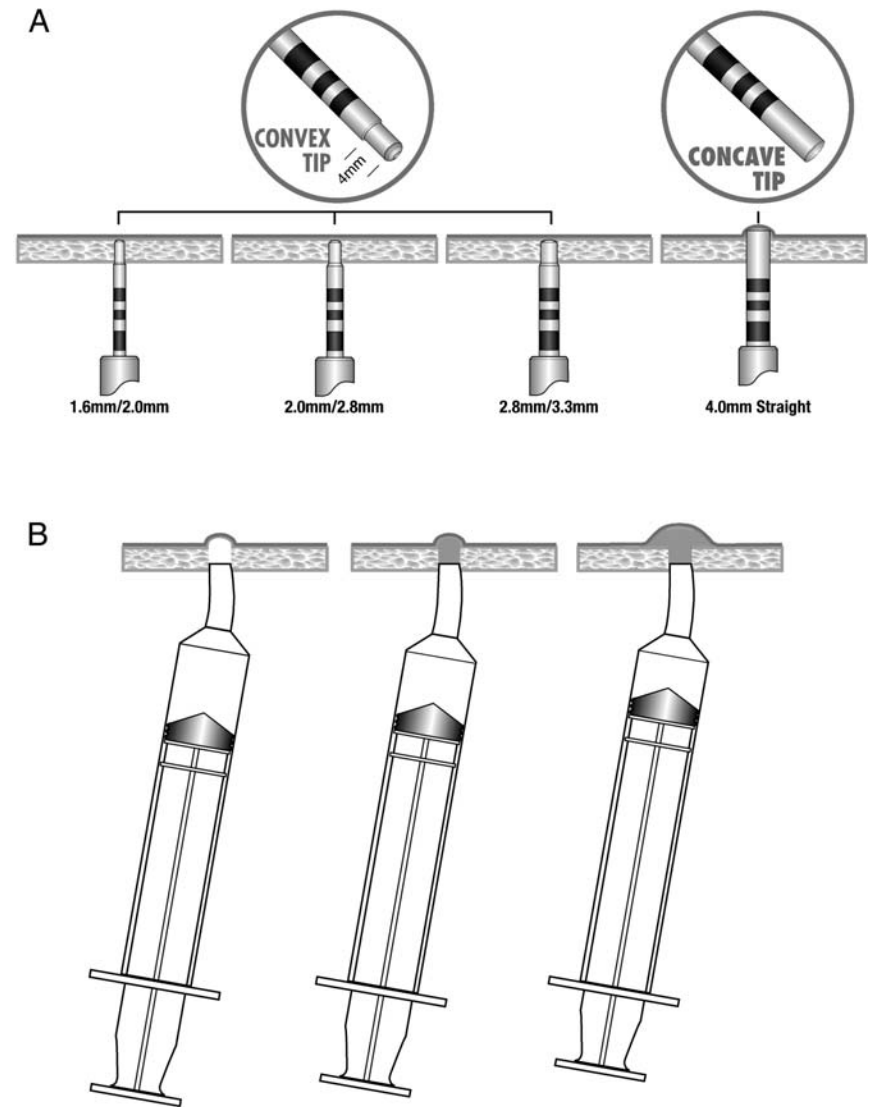 A
CONVEX
TIP
4mm
CONCAVE
TIP
1.6mm/2.0mm
2.0mm/2.8mm
2.8mm/3.3mm
4.0mm Straight
B